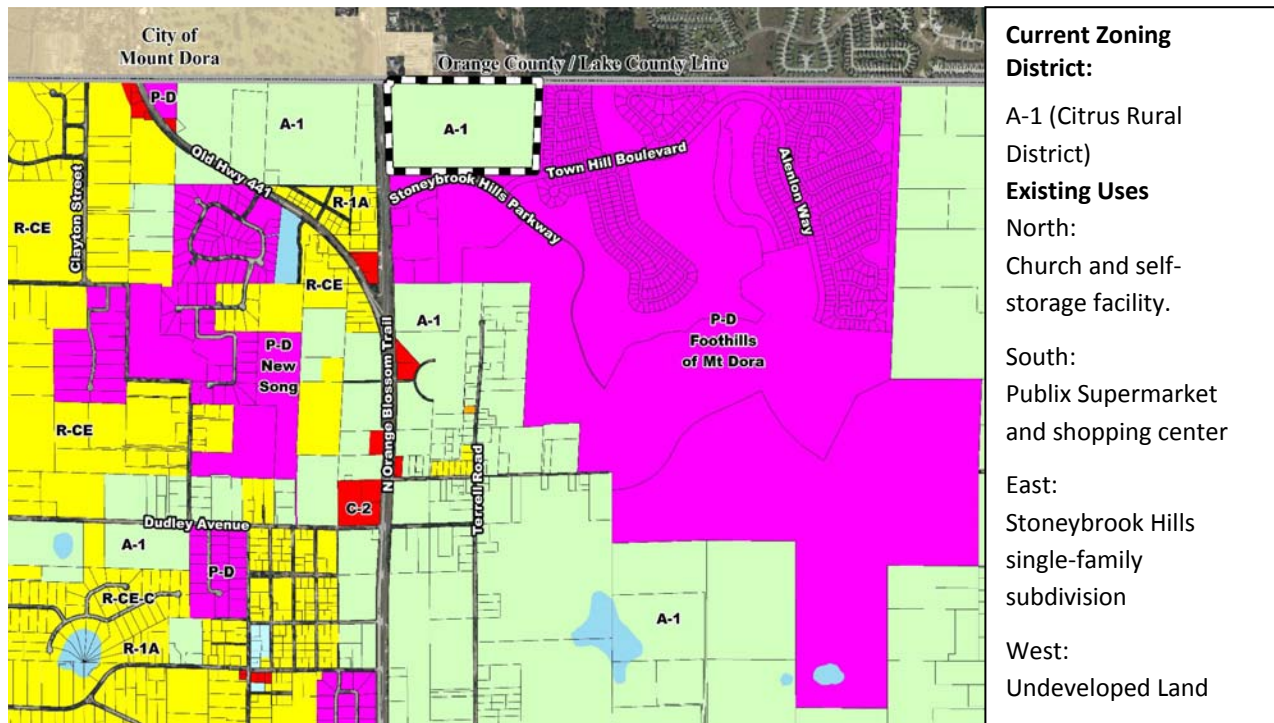 City of
Mount Dora
Orange County / Lake County Line
P-D
A-1
A-1
Old Hwy 441
Town Hill Boulevard
Stoneybrook Hills Parkway
Alenlon Way
R-1A
R-CE
Clayton Street
R-CE
A-1
P-D
Foothills
of Mt Dora
P-D
New
Song
N Orange Blossom Trail
R-CE
Terrell Road
C-2
Dudley Avenue
A-1
P-D
R-CE-C
A-1
R-1A
Current Zoning
District:
A-1 (Citrus Rural
District)
Existing Uses
North:
Church and self-
storage facility.
South:
Publix Supermarket
and shopping center
East:
Stoneybrook Hills
single-family
subdivision
West:
Undeveloped Land